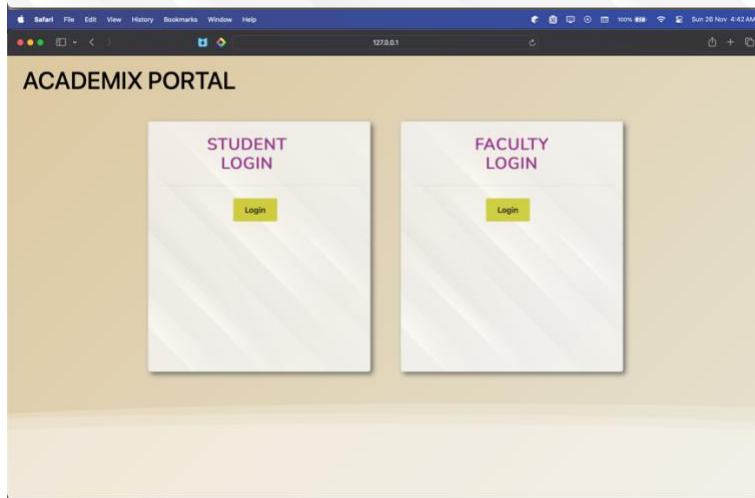 Safari File Edit View History Bookmarks Window Help 100% Sun 26 Nov 4:42 AM
127.0.0.1
ACADEMIX PORTAL
STUDENT
LOGIN
Login
FACULTY
LOGIN
Login